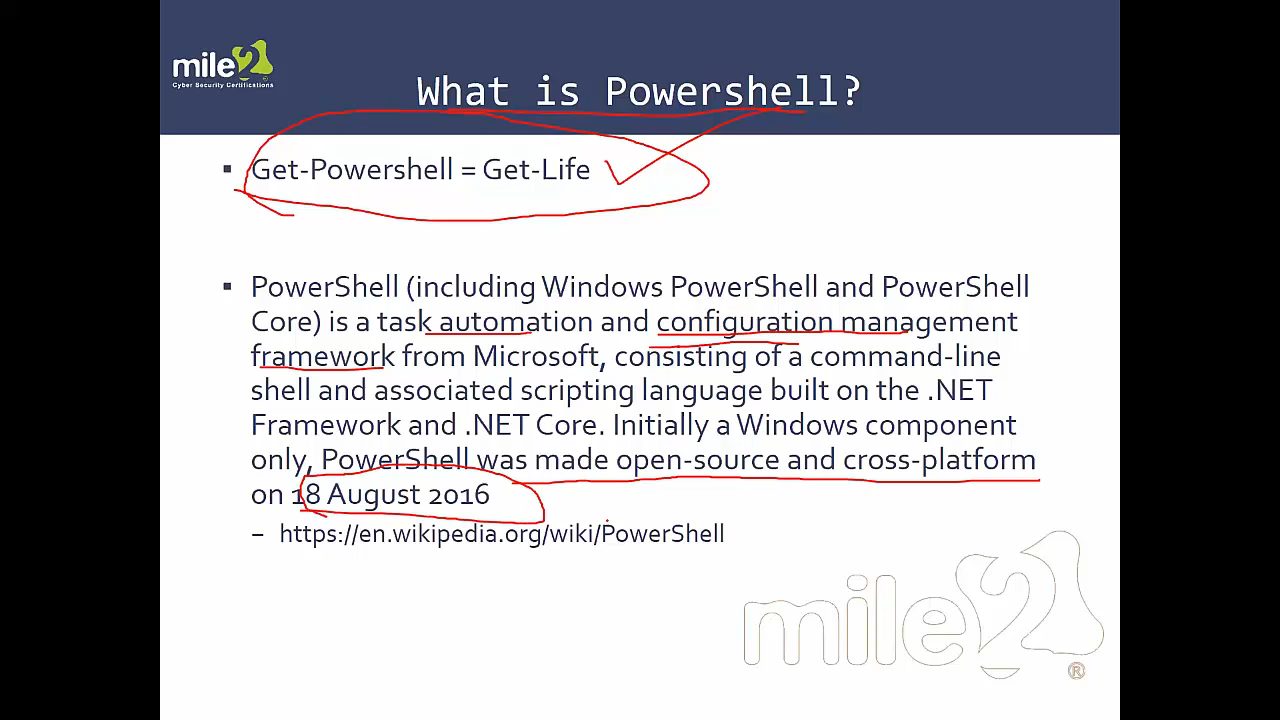 mile2
Cyber Security Certifications
What is Powershell?
▪ Get-Powershell = Get-Life
▪ PowerShell (including Windows PowerShell and PowerShell
Core) is a task automation and configuration management
framework from Microsoft, consisting of a command-line
shell and associated scripting language built on the .NET
Framework and .NET Core. Initially a Windows component
only, PowerShell was made open-source and cross-platform
on 18 August 2016
– https://en.wikipedia.org/wiki/PowerShell
mile2®